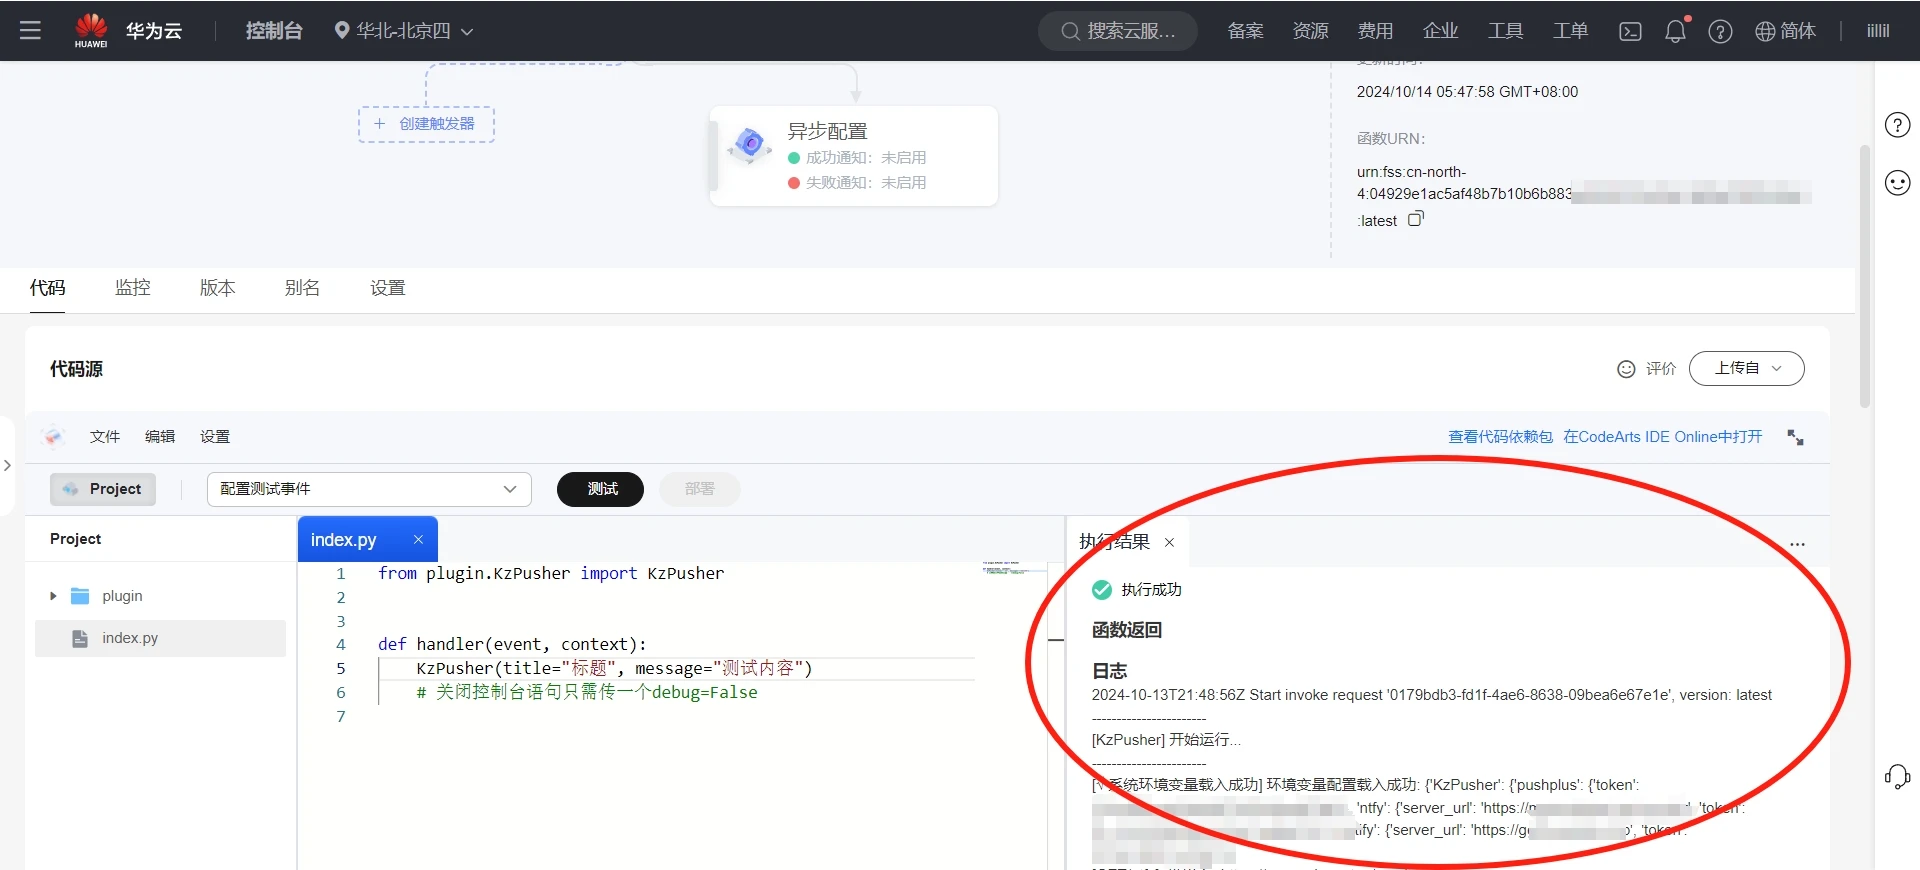 HUAWEI
华为云
控制台
华北-北京四
搜索云服...
备案
资源
费用
企业
工具
工单
简体
iillil
创建触发器
异步配置
成功通知: 未启用
失败通知: 未启用
更新时间:
2024/10/14 05:47:58 GMT+08:00
函数URN:
urn:fss:cn-north-
4:04929e1ac5af48b7b10b6b883
:latest
代码
监控
版本
别名
设置
代码源
评价
上传自
文件
编辑
设置
查看代码依赖包
在CodeArts IDE Online中打开
Project
配置测试事件
测试
部署
Project
plugin
index.py
index.py
1 from plugin.KzPusher import KzPusher
2
3
4 def handler(event, context):
5 KzPusher(title="标题", message="测试内容")
6 # 关闭控制台语句只需传一个debug=False
7
执行结果
执行成功
函数返回
日志
2024-10-13T21:48:56Z Start invoke request '0179bdb3-fd1f-4ae6-8638-09bea6e67e1e', version: latest
-----------------------
[KzPusher] 开始运行...
-----------------------
[√系统环境变量载入成功] 环境变量配置载入成功: {'KzPusher': {'pushplus': {'token':
'ntfy': {'server_url': 'https:// ', 'token':
tify': {'server_url': 'https://g ', 'token':